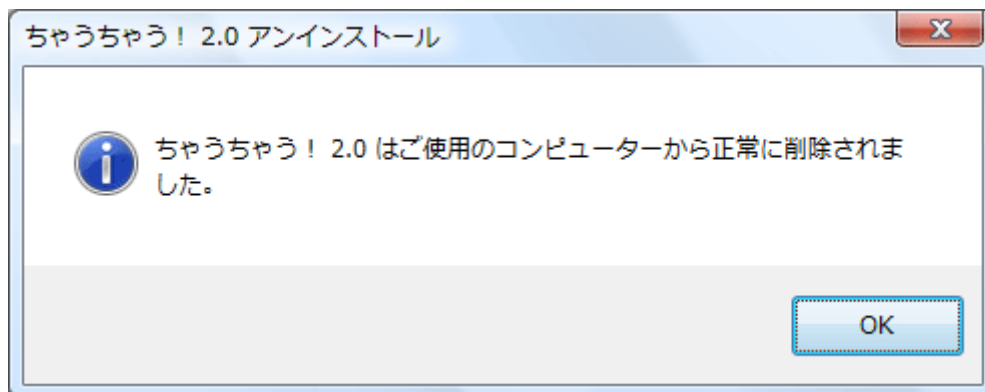 ちゃうちゃう！ 2.0 アンインストール
ちゃうちゃう！ 2.0 はご使用のコンピューターから正常に削除されま
した。
OK